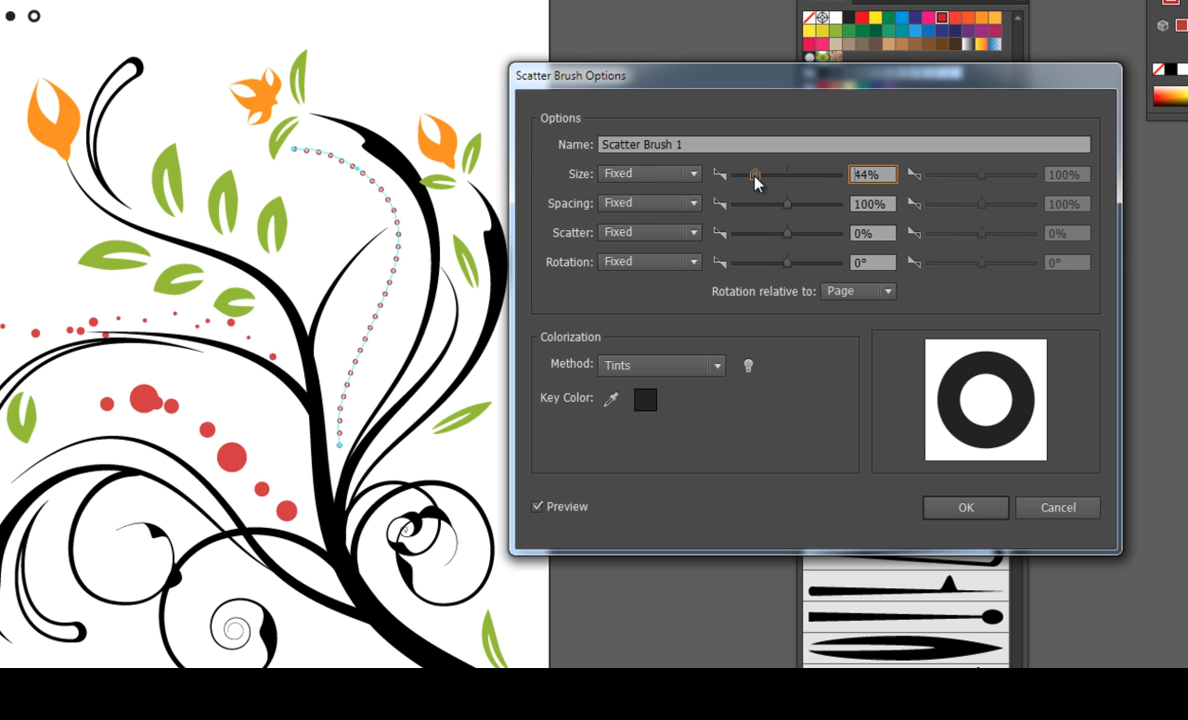 Scatter Brush Options
Options
Name: Scatter Brush 1
Size: Fixed 44% 100%
Spacing: Fixed 100% 100%
Scatter: Fixed 0% 0%
Rotation: Fixed 0° 0°
Rotation relative to: Page
Colorization
Method: Tints
Key Color:
Preview
OK Cancel